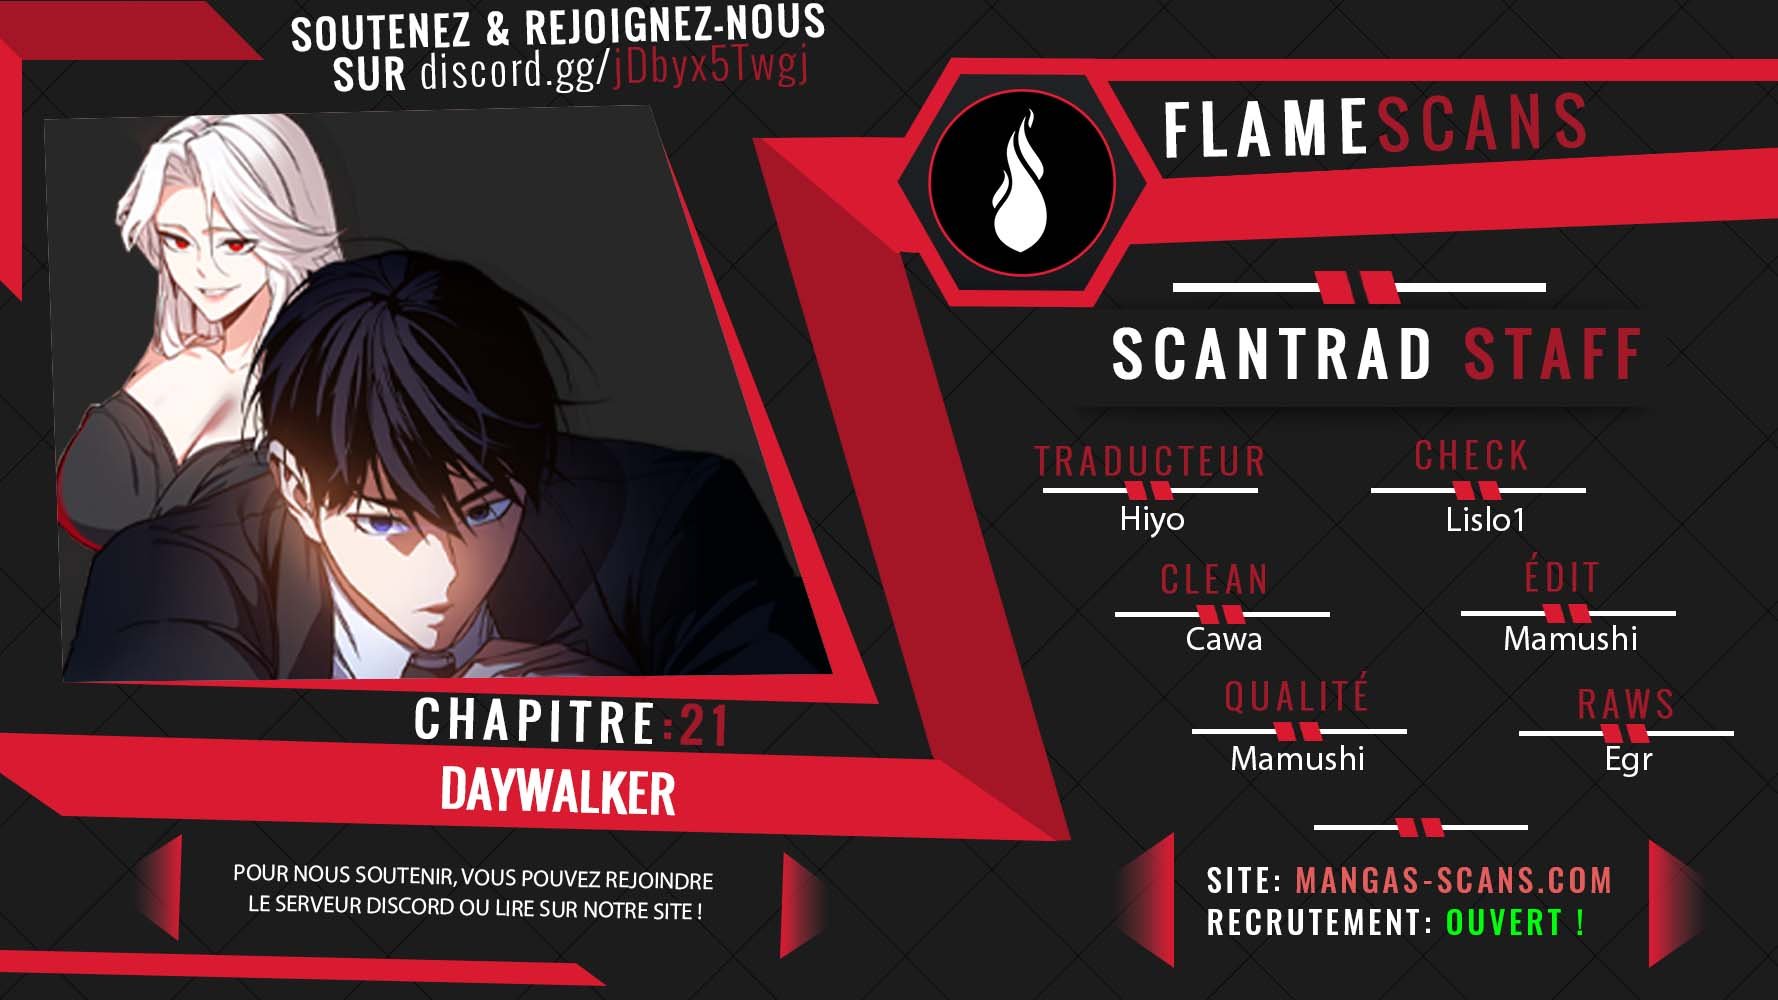 SOUTENEZ & REJOIGNEZ-NOUS
SUR discord.gg/jDbyx5Twgj
FLAMESCANS
SCANTRAD STAFF
TRADUCTEUR
Hiyo
CHECK
Lislo1
CLEAN
Cawa
ÉDIT
Mamushi
QUALITÉ
Mamushi
RAWS
Egr
CHAPITRE:21
DAYWALKER
POUR NOUS SOUTENIR, VOUS POUVEZ REJOINDRE
LE SERVEUR DISCORD OU LIRE SUR NOTRE SITE !
SITE: MANGAS-SCANS.COM
RECRUTEMENT: OUVERT !